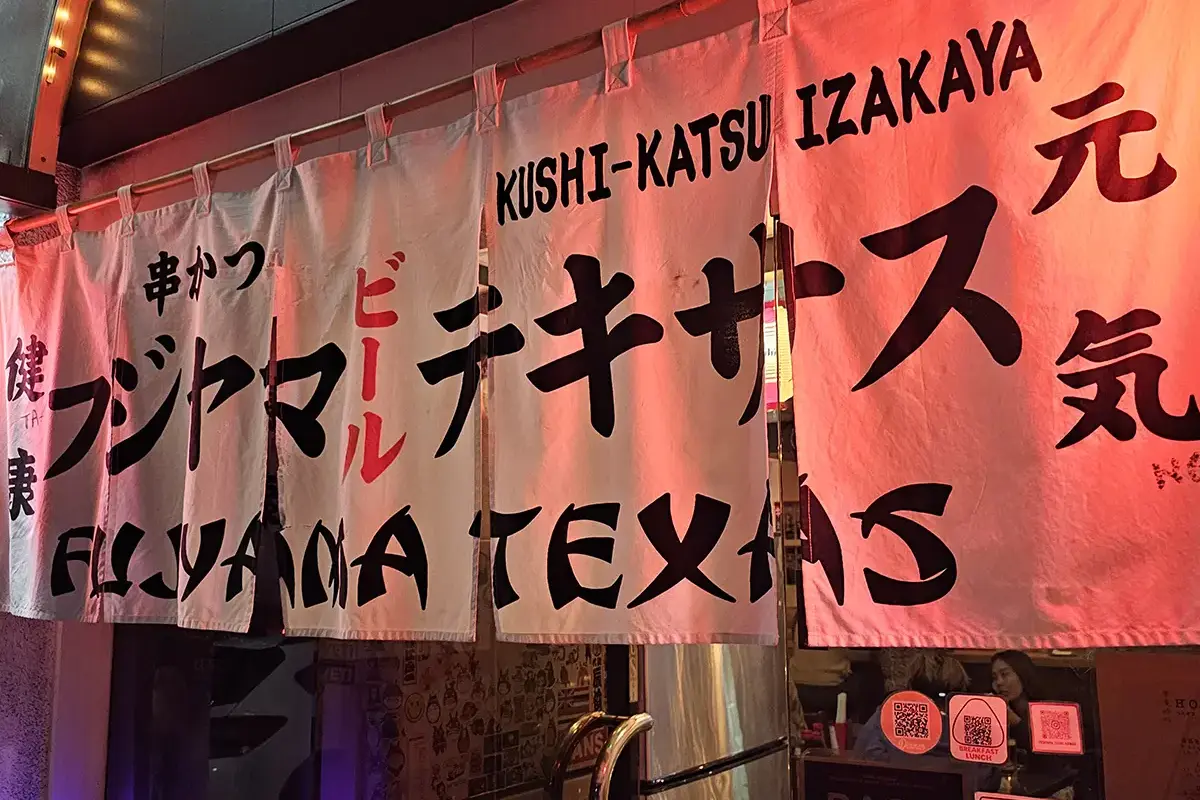 KUSHI-KATSU IZAKAYA
串かつ
健康
フジヤマ
ビール
テキサス
元気
FUJIYAMA TEXAS
BREAKFAST
LUNCH